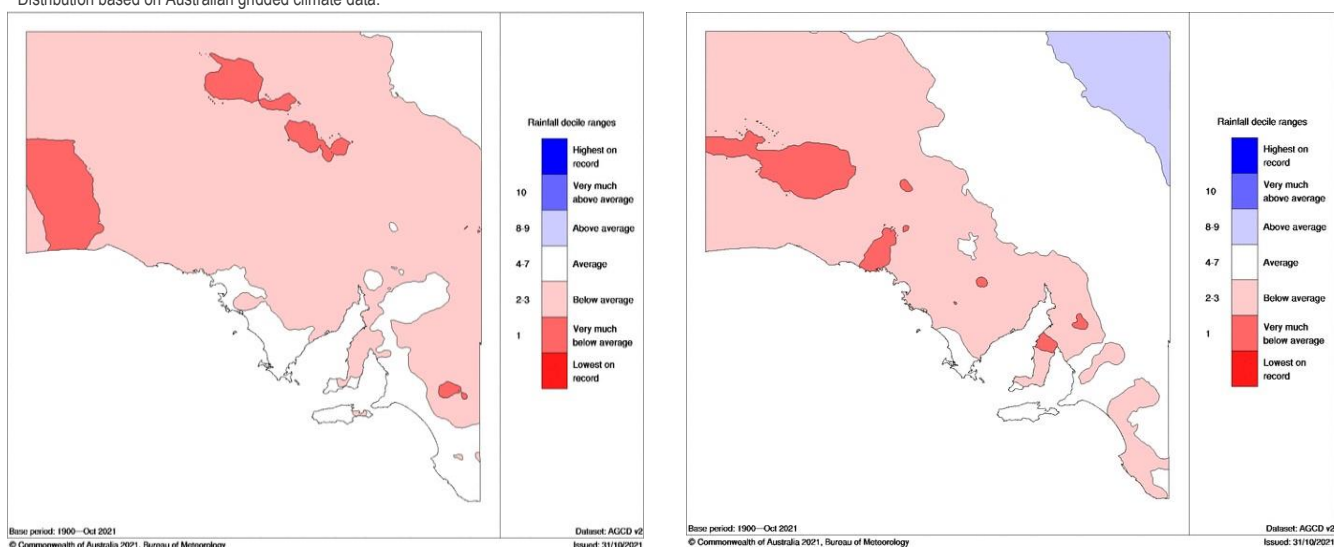 Distribution based on Australian gridded climate data.
Rainfall decile ranges
Highest on
record
10
Very much
above average
8-9
Above average
4-7
Average
2-3
Below average
1
Very much
below average
Lowest on
record
Base period: 1900—Oct 2021
Dataset: AGCD v2
© Commonwealth of Australia 2021, Bureau of Meteorology
Issued: 31/10/2021
Rainfall decile ranges
Highest on
record
10
Very much
above average
8-9
Above average
4-7
Average
2-3
Below average
1
Very much
below average
Lowest on
record
Base period: 1900—Oct 2021
Dataset: AGCD v2
© Commonwealth of Australia 2021, Bureau of Meteorology
Issued: 31/10/2021